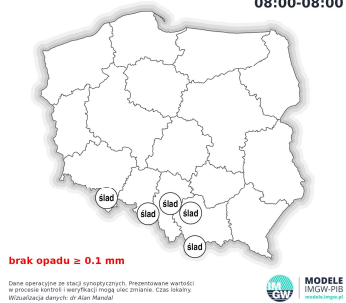 08:00-08:00
ślad
ślad
ślad
ślad
ślad
brak opadu ≥ 0.1 mm
Dane operacyjne ze stacji synoptycznych. Prezentowane wartości
w procesie kontroli i weryfikacji mogą ulec zmianie. Czas lokalny.
Wizualizacja danych: dr Alan Mandal
IM
GW
MODELE
IMGW-PIB
modele.imgw.pl